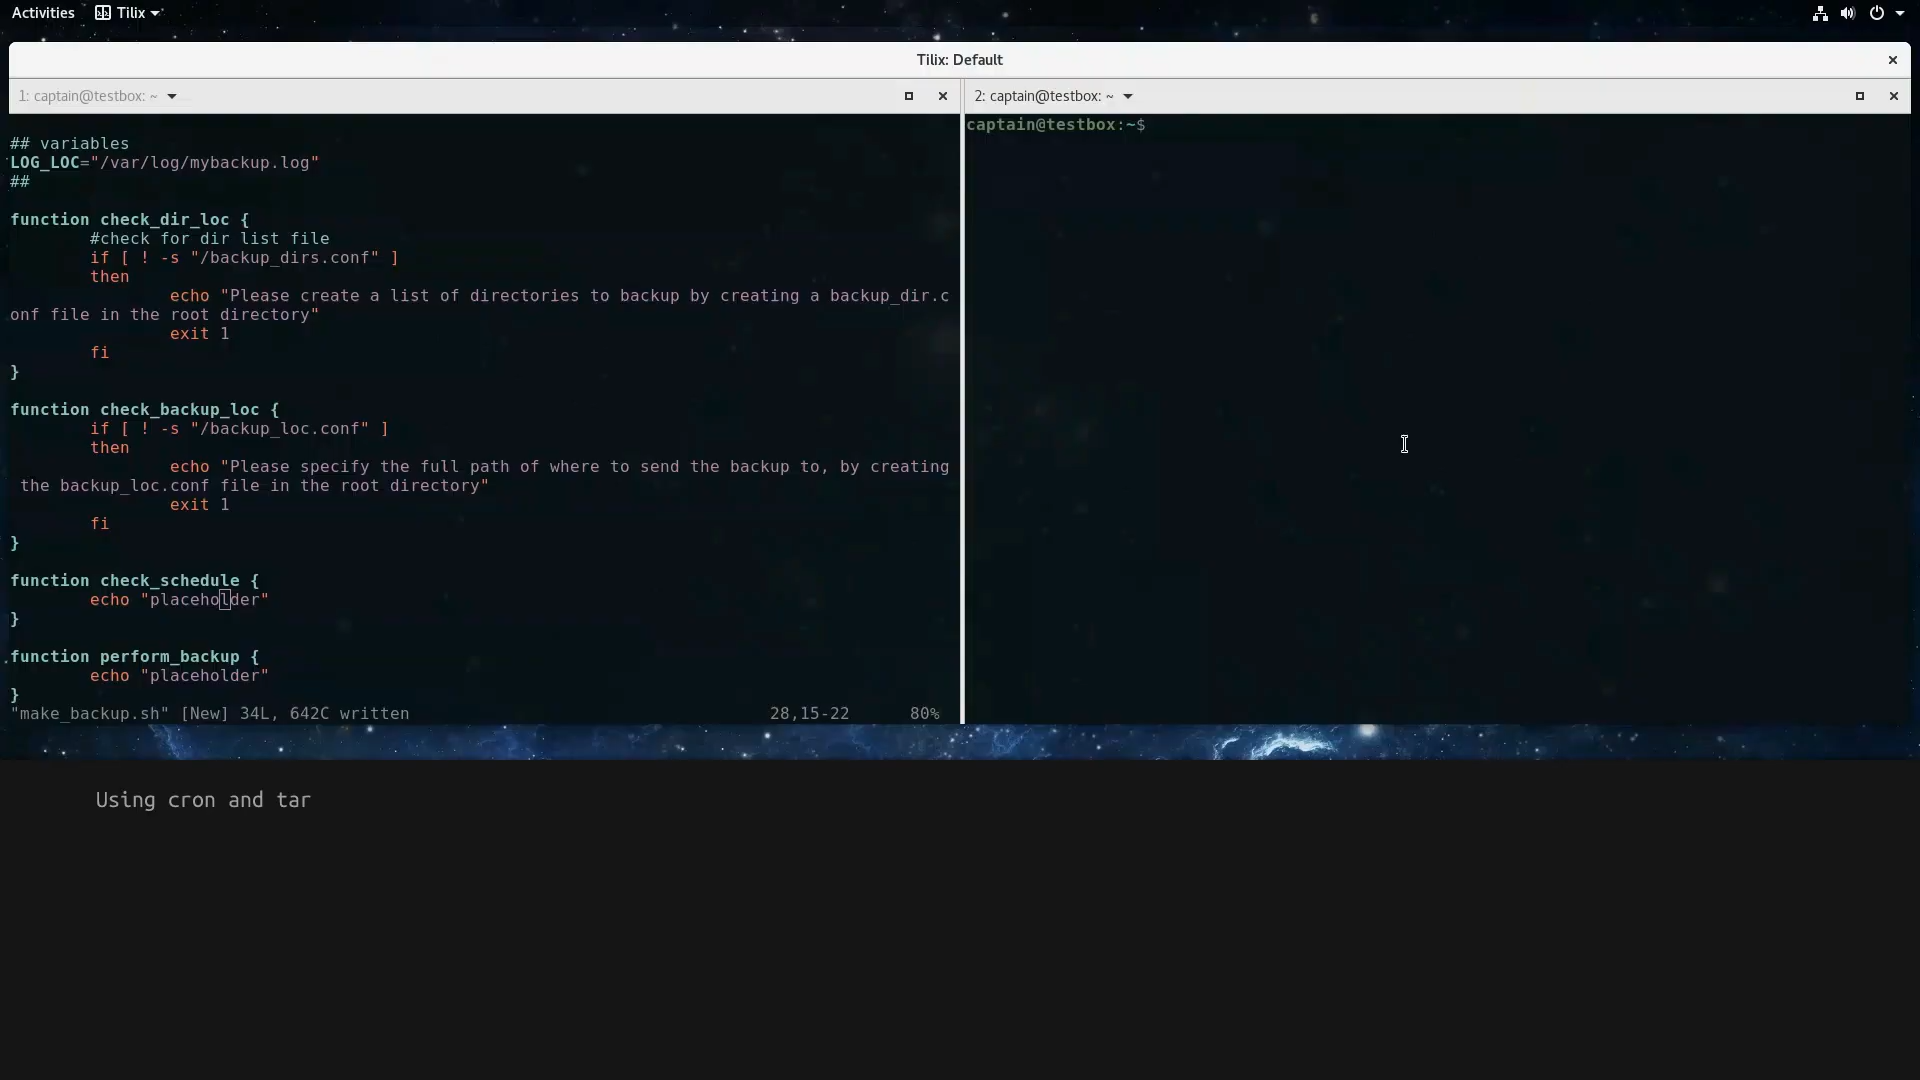 Activities Tilix
Tilix: Default
1: captain@testbox: ~
2: captain@testbox: ~
## variables
LOG_LOC="/var/log/mybackup.log"
##
function check_dir_loc {
#check for dir list file
if [ ! -s "/backup_dirs.conf" ]
then
echo "Please create a list of directories to backup by creating a backup_dir.c
onf file in the root directory"
exit 1
fi
}
function check_backup_loc {
if [ ! -s "/backup_loc.conf" ]
then
echo "Please specify the full path of where to send the backup to, by creating
the backup_loc.conf file in the root directory"
exit 1
fi
}
function check_schedule {
echo "placeholder"
}
function perform_backup {
echo "placeholder"
}
"make_backup.sh" [New] 34L, 642C written 28,15-22 80%
captain@testbox:~$
Using cron and tar